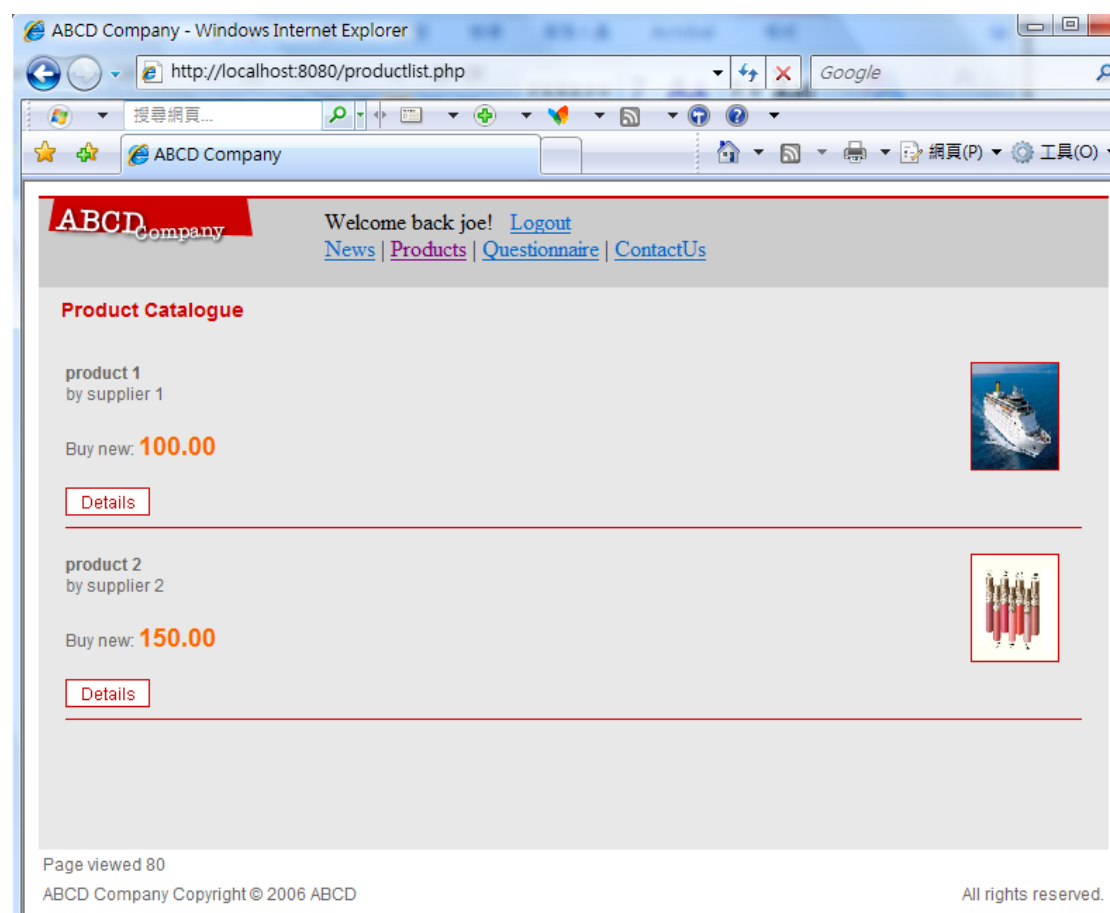 ABCD Company - Windows Internet Explorer
http://localhost:8080/productlist.php
Google
搜尋網頁...
ABCD Company
網頁(P)
工具(O)
ABCD Company
Welcome back joe! Logout
News | Products | Questionnaire | ContactUs
Product Catalogue
product 1
by supplier 1
Buy new: 100.00
Details
product 2
by supplier 2
Buy new: 150.00
Details
Page viewed 80
ABCD Company Copyright © 2006 ABCD
All rights reserved.